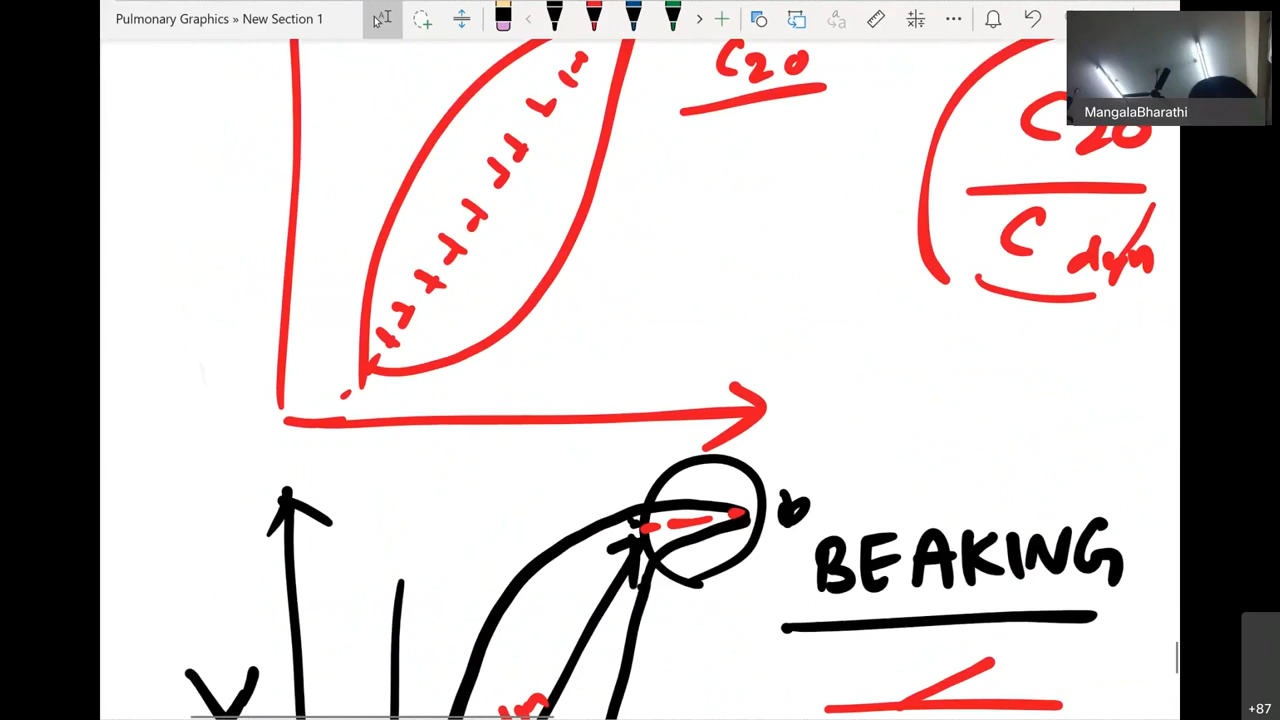 Pulmonary Graphics » New Section 1
MangalaBharathi
C20
C20
C dyn
b
BEAKING
V
+87